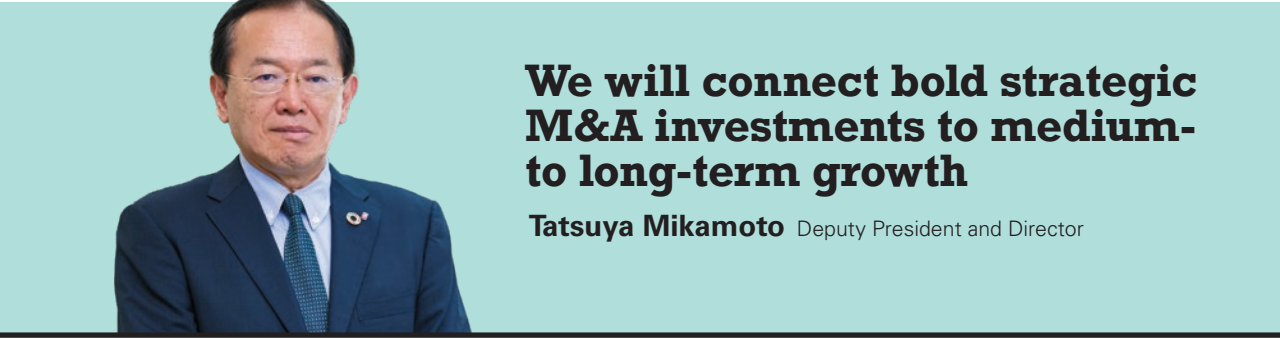 We will connect bold strategic
M&A investments to medium-
to long-term growth
Tatsuya Mikamoto Deputy President and Director